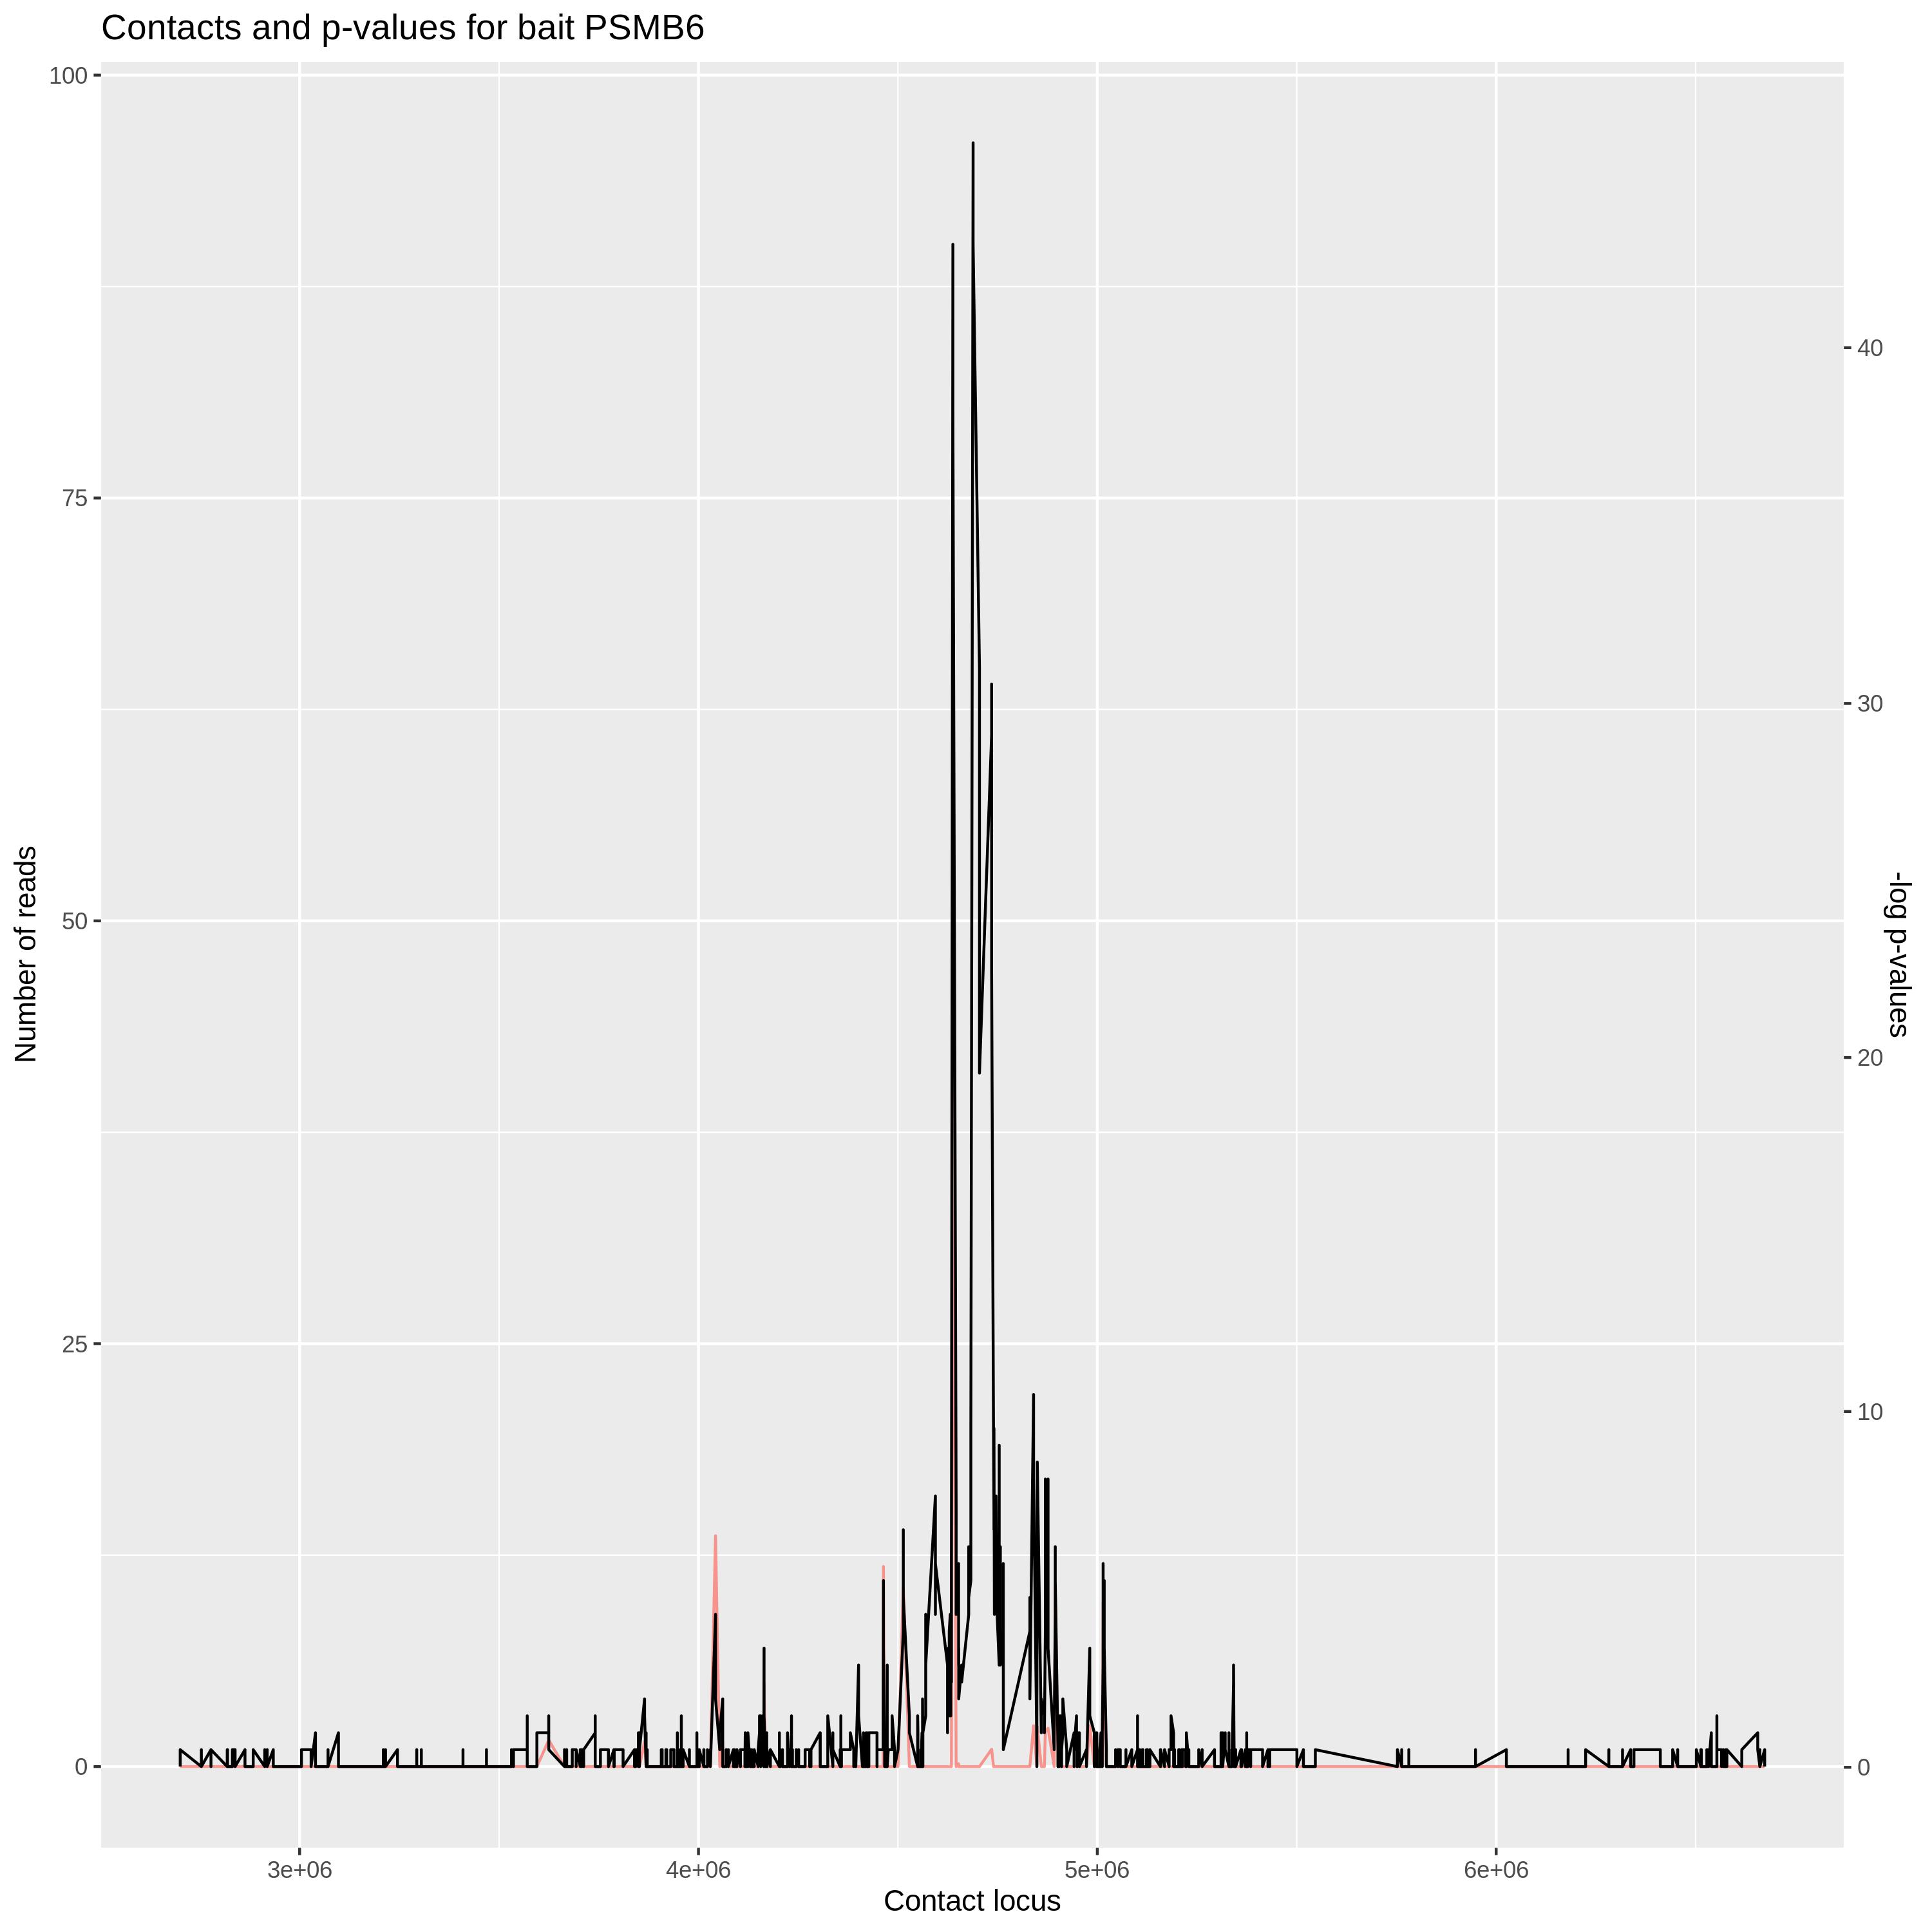 Contacts and p-values for bait PSMB6
100
75
50
25
0
Number of reads
40
30
20
10
0
-log p-values
3e+06
4e+06
5e+06
6e+06
Contact locus